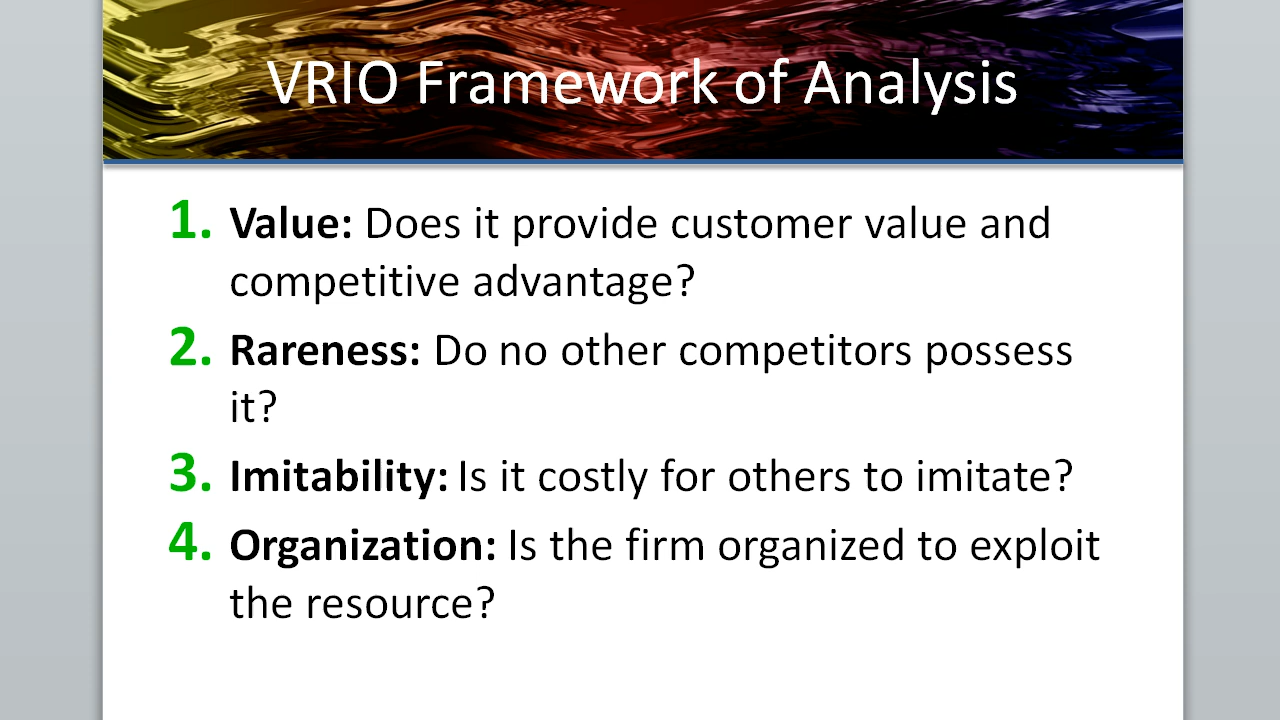 VRIO Framework of Analysis
1. Value: Does it provide customer value and
competitive advantage?
2. Rareness: Do no other competitors possess
it?
3. Imitability: Is it costly for others to imitate?
4. Organization: Is the firm organized to exploit
the resource?